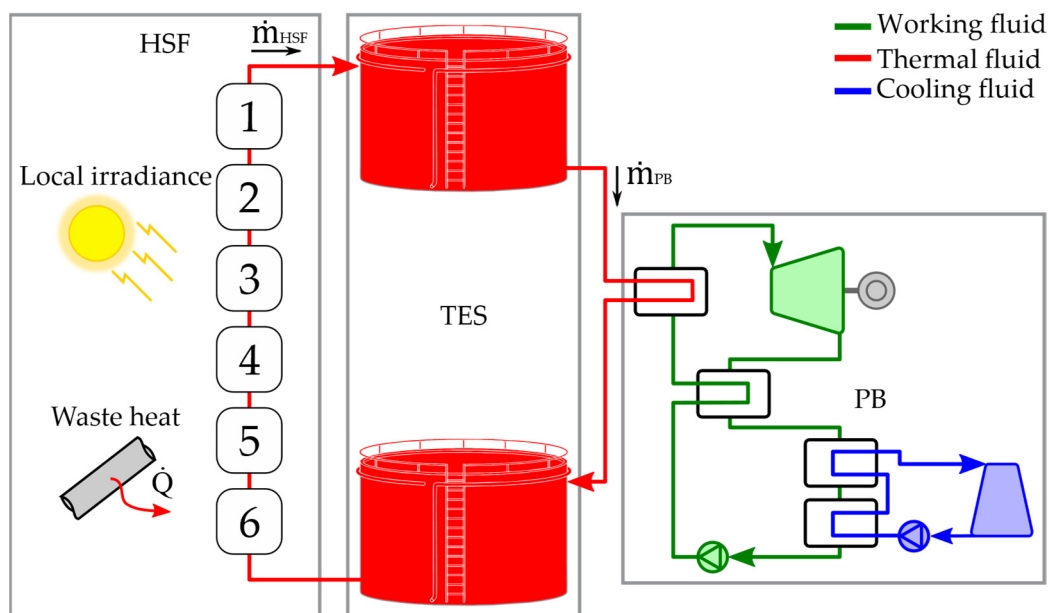 HSF
ṁHSF
1
2
3
4
5
6
Local irradiance
Waste heat
Q̇
TES
ṁPB
PB
Working fluid
Thermal fluid
Cooling fluid